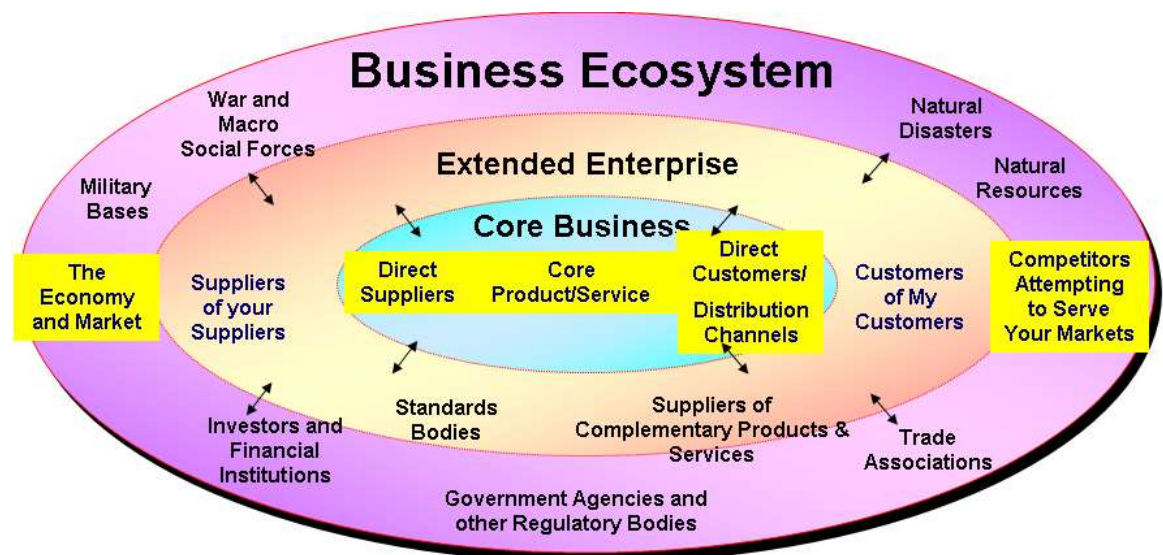 Business Ecosystem
War and
Macro
Social Forces
Natural
Disasters
Extended Enterprise
Military
Bases
Natural
Resources
Core Business
The
Economy
and Market
Suppliers
of your
Suppliers
Direct
Suppliers
Core
Product/Service
Direct
Customers/
Distribution
Channels
Customers
of My
Customers
Competitors
Attempting
to Serve
Your Markets
Investors and
Financial
Institutions
Standards
Bodies
Suppliers of
Complementary Products &
Services
Trade
Associations
Government Agencies and
other Regulatory Bodies